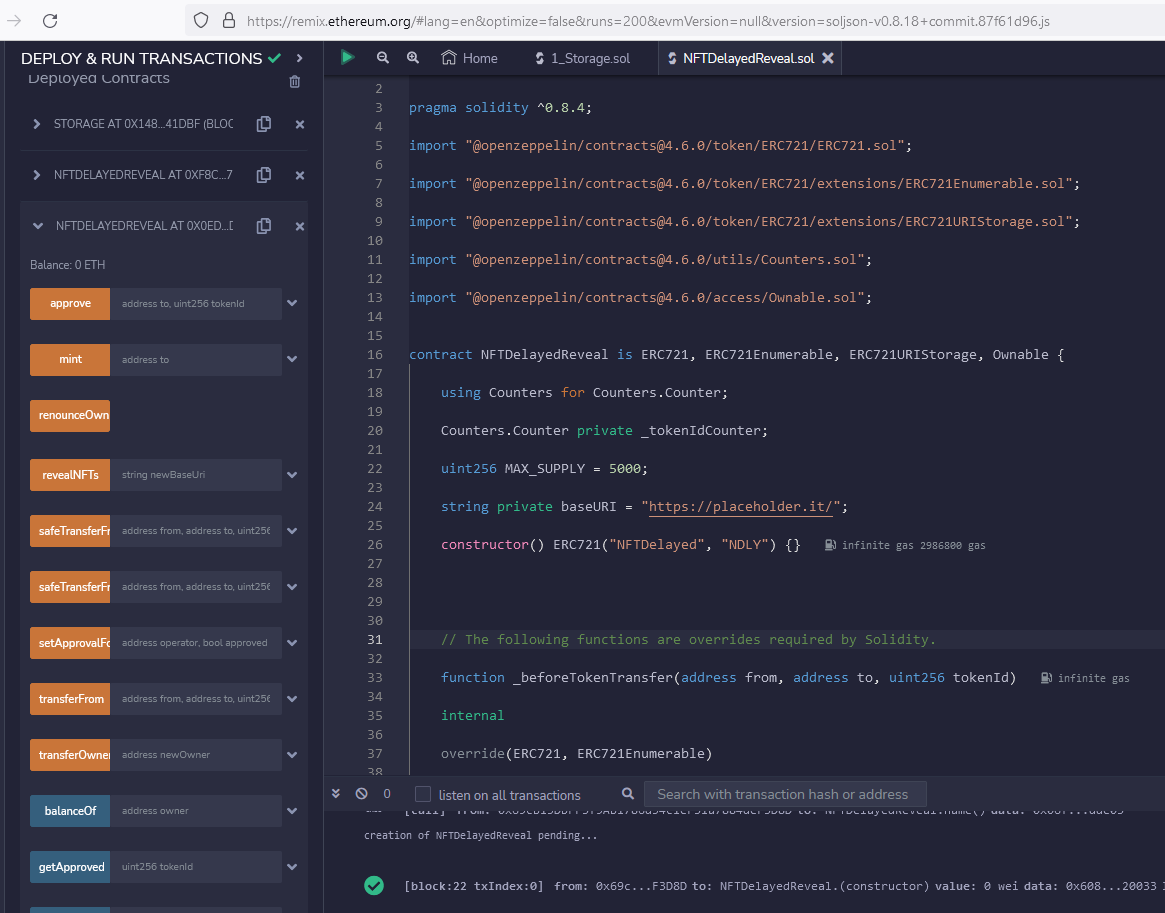 https://remix.ethereum.org/#lang=en&optimize=false&runs=200&evmVersion=null&version=soljson-v0.8.18+commit.87f61d96.js
DEPLOY & RUN TRANSACTIONS
Deployed Contracts
STORAGE AT 0X148...41DBF (BLOC
NFTDELAYEDREVEAL AT 0XF8C...7
NFTDELAYEDREVEAL AT 0X0ED...
Balance: 0 ETH
approve address to, uint256 tokenId
mint address to
renounceOwn
revealNFTs string newBaseUri
safeTransferFr address from, address to, uint256
safeTransferFr address from, address to, uint256
setApprovalFo address operator, bool approved
transferFrom address from, address to, uint256
transferOwner address newOwner
balanceOf address owner
getApproved uint256 tokenId
Home
1_Storage.sol
NFTDelayedReveal.sol
2
3 pragma solidity ^0.8.4;
4
5 import "@openzeppelin/contracts@4.6.0/token/ERC721/ERC721.sol";
6
7 import "@openzeppelin/contracts@4.6.0/token/ERC721/extensions/ERC721Enumerable.sol";
8
9 import "@openzeppelin/contracts@4.6.0/token/ERC721/extensions/ERC721URIStorage.sol";
10
11 import "@openzeppelin/contracts@4.6.0/utils/Counters.sol";
12
13 import "@openzeppelin/contracts@4.6.0/access/Ownable.sol";
14
15
16 contract NFTDelayedReveal is ERC721, ERC721Enumerable, ERC721URIStorage, Ownable {
17
18 using Counters for Counters.Counter;
19
20 Counters.Counter private _tokenIdCounter;
21
22 uint256 MAX_SUPPLY = 5000;
23
24 string private baseURI = "https://placeholder.it/";
25
26 constructor() ERC721("NFTDelayed", "NDLY") {} infinite gas 2986800 gas
27
28
29
30
31 // The following functions are overrides required by Solidity.
32
33 function _beforeTokenTransfer(address from, address to, uint256 tokenId) infinite gas
34
35 internal
36
37 override(ERC721, ERC721Enumerable)
38
0
listen on all transactions
Search with transaction hash or address
creation of NFTDelayedReveal pending...
[block:22 txIndex:0] from: 0x69c...F3D8D to: NFTDelayedReveal.(constructor) value: 0 wei data: 0x608...20033